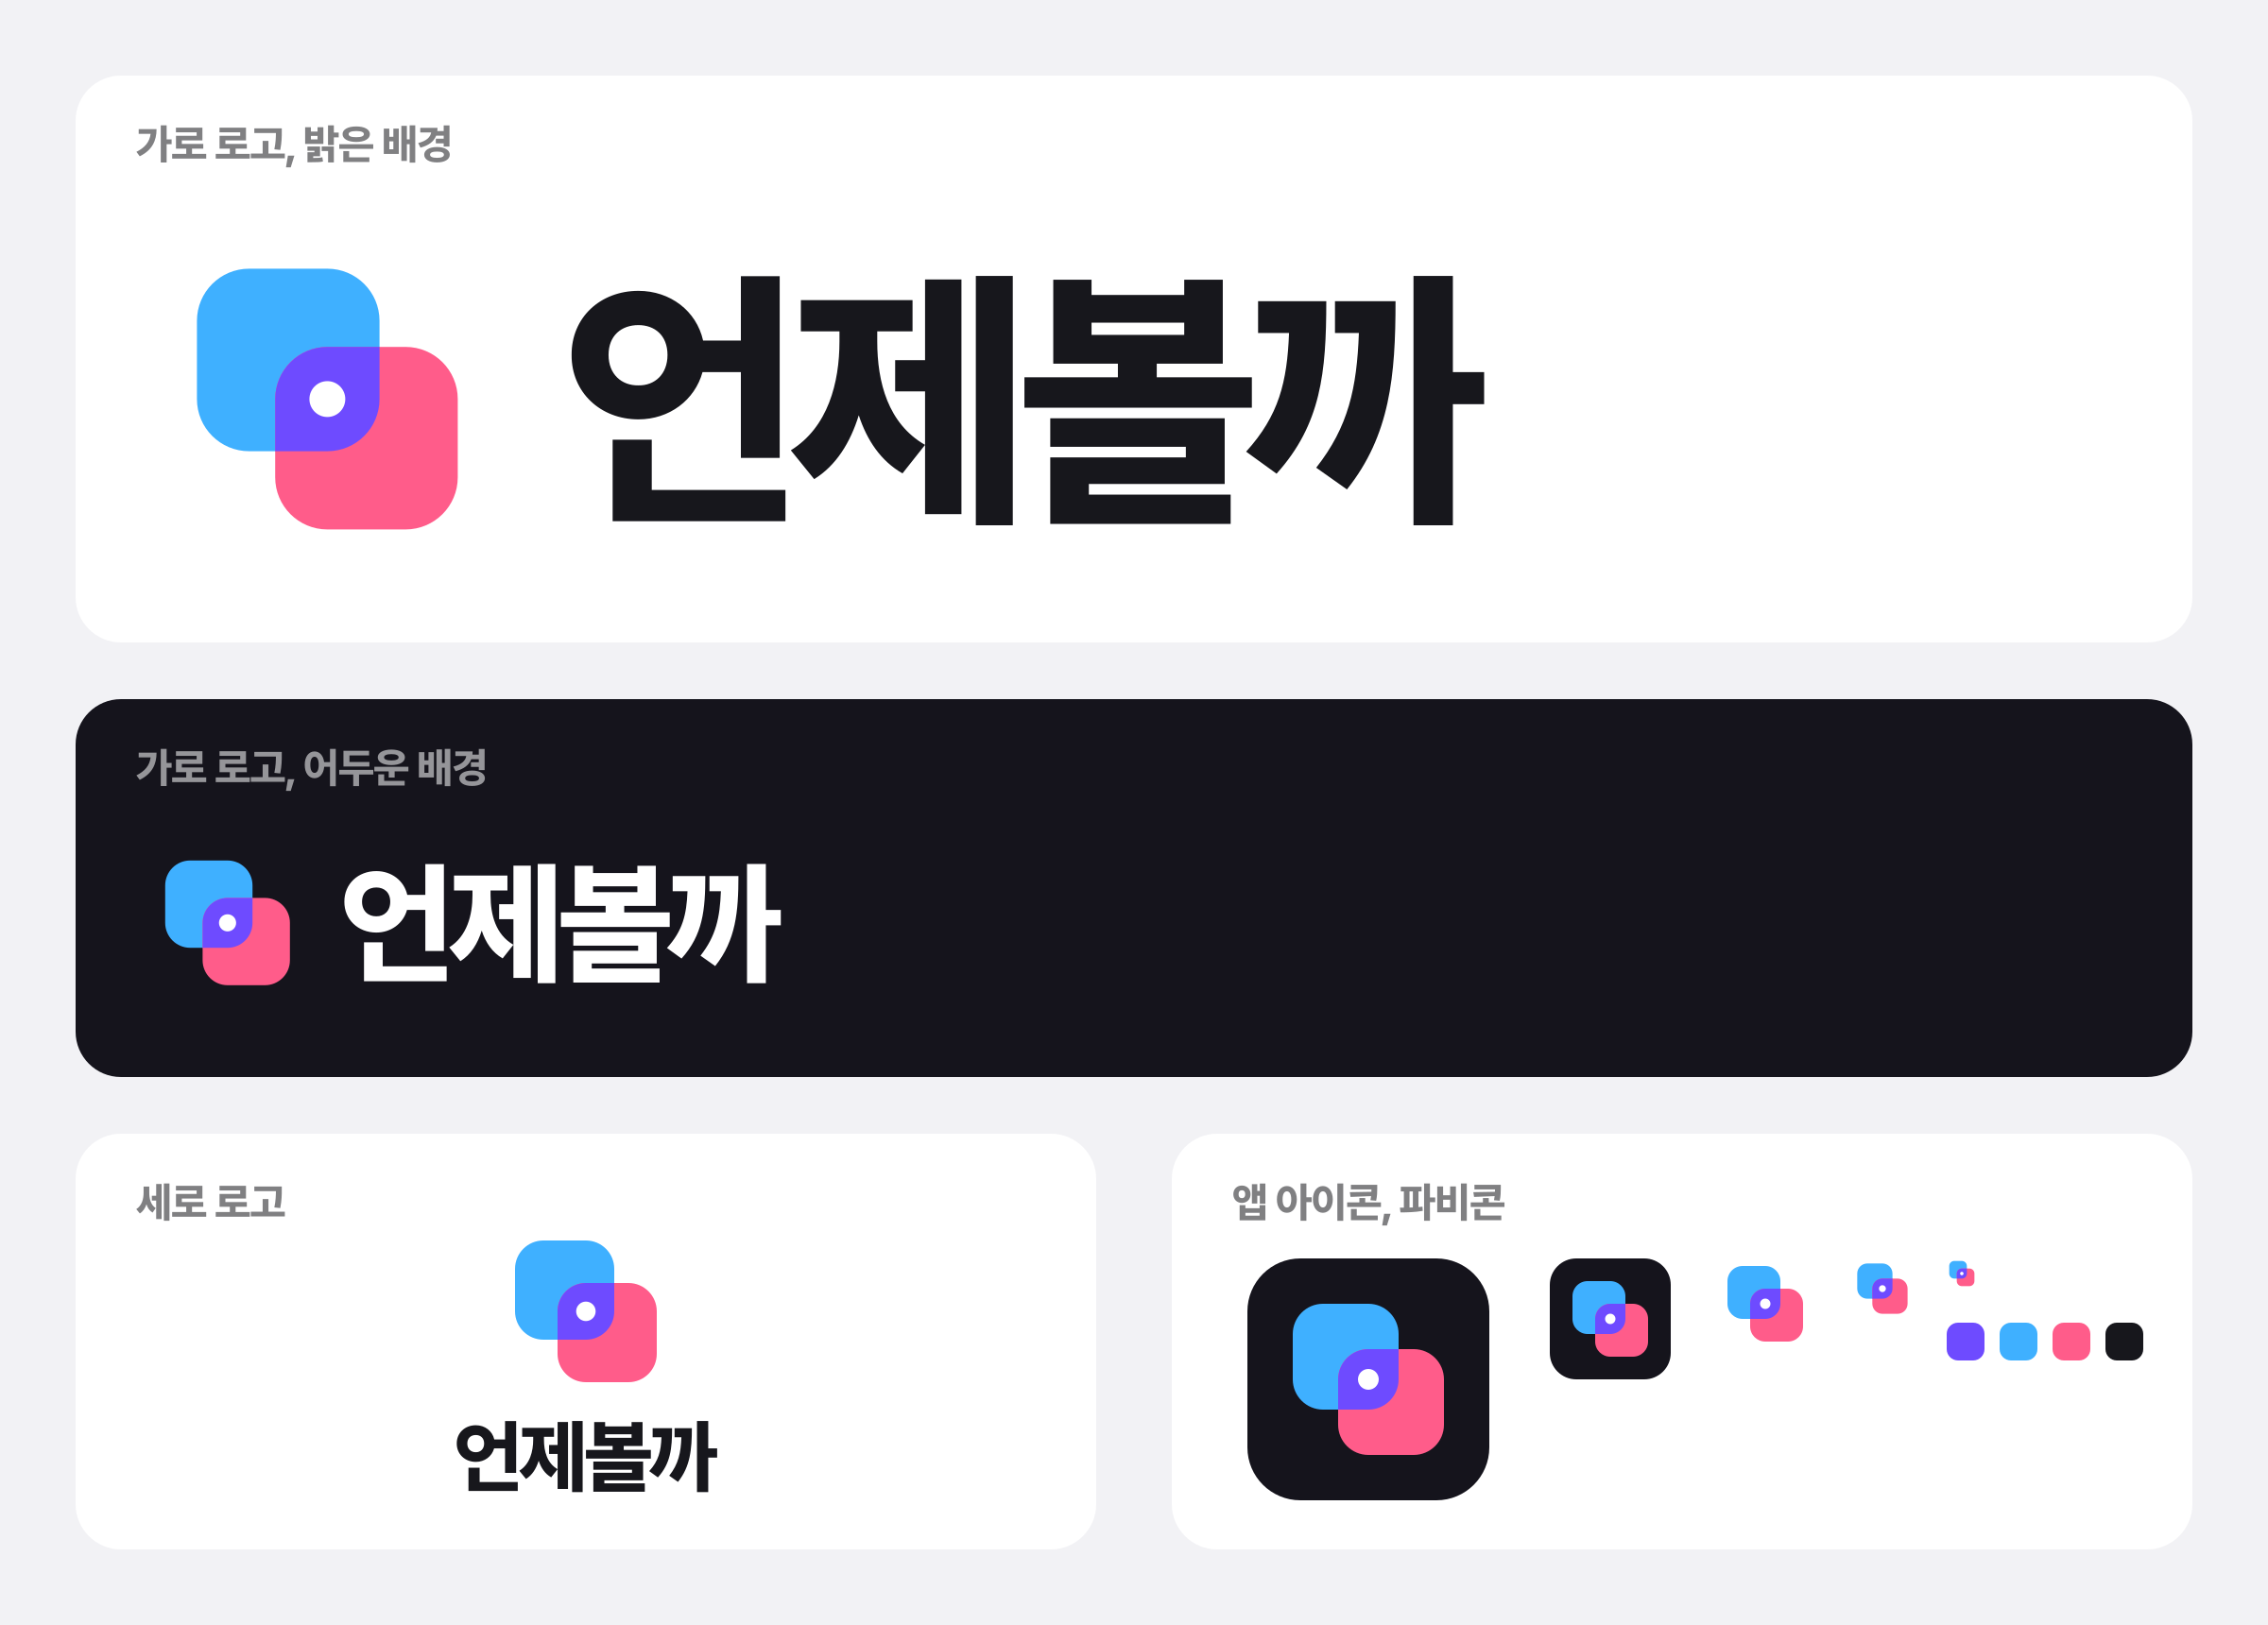 가로 로고, 밝은 배경
언제볼까
가로 로고, 어두운 배경
언제볼까
세로 로고
언제볼까
앱 아이콘, 파비콘